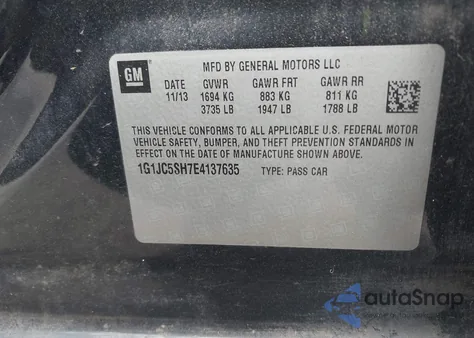 GM
MFD BY GENERAL MOTORS LLC
DATE GVWR GAWR FRT GAWR RR
11/13 1694 KG 883 KG 811 KG
3735 LB 1947 LB 1788 LB
THIS VEHICLE CONFORMS TO ALL APPLICABLE U.S. FEDERAL MOTOR
VEHICLE SAFETY, BUMPER, AND THEFT PREVENTION STANDARDS IN
EFFECT ON THE DATE OF MANUFACTURE SHOWN ABOVE.
1G1JC5SH7E4137635 TYPE: PASS CAR
autoSnap